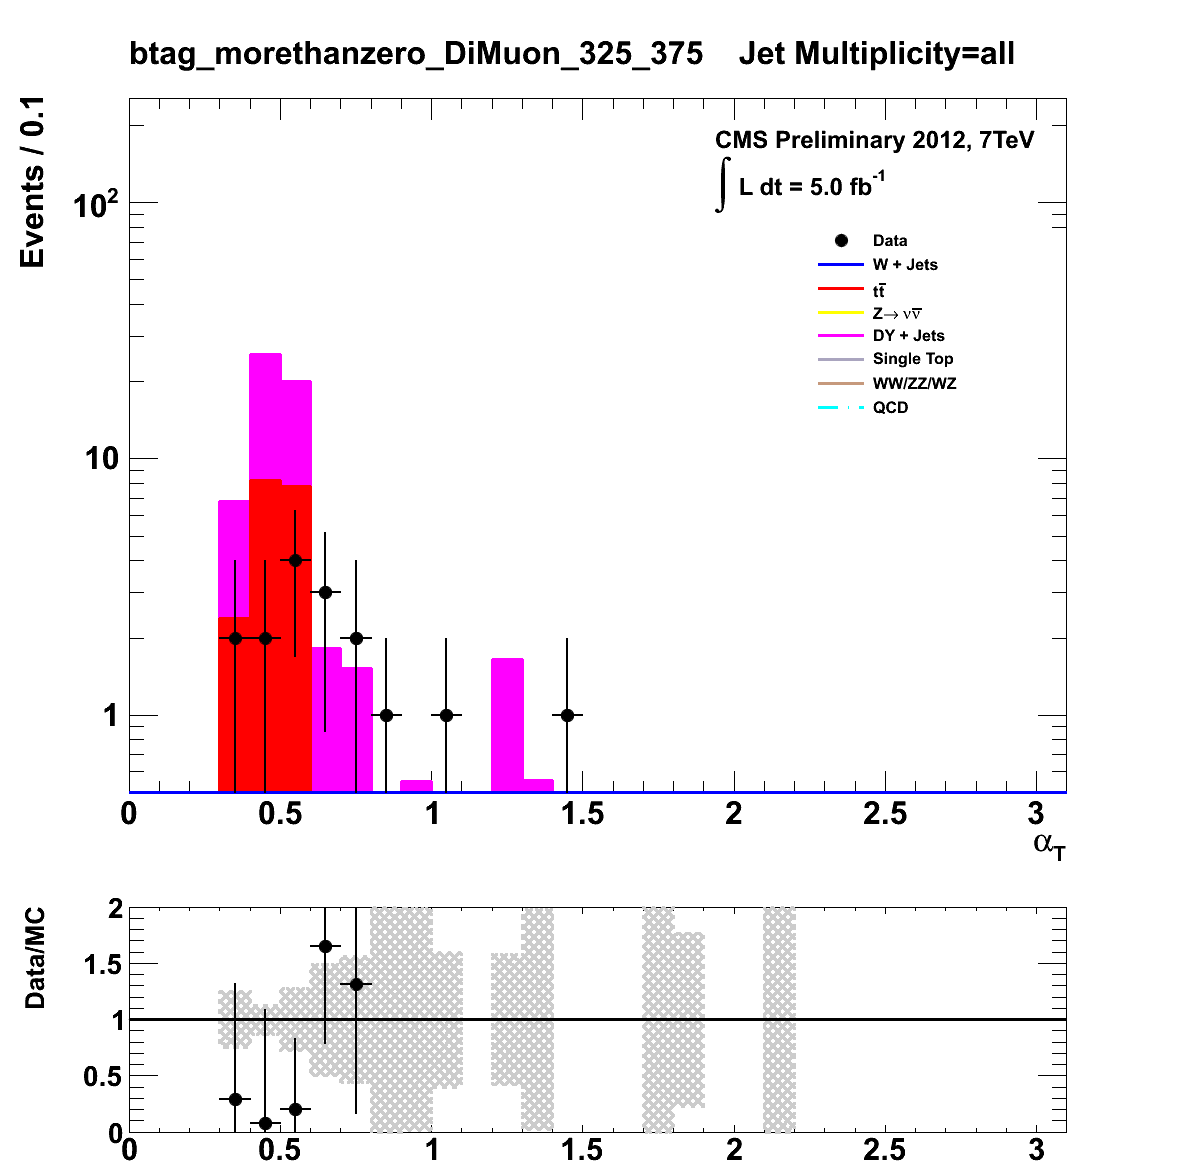 btag_morethanzero_DiMuon_325_375 Jet Multiplicity=all
Events / 0.1
CMS Preliminary 2012, 7TeV
∫ L dt = 5.0 fb⁻¹
Data
W + Jets
tt̅
Z→ νν̅
DY + Jets
Single Top
WW/ZZ/WZ
QCD
10²
10
1
0 0.5 1 1.5 2 2.5 3
α_T
Data/MC
2
1.5
1
0.5
0
0 0.5 1 1.5 2 2.5 3